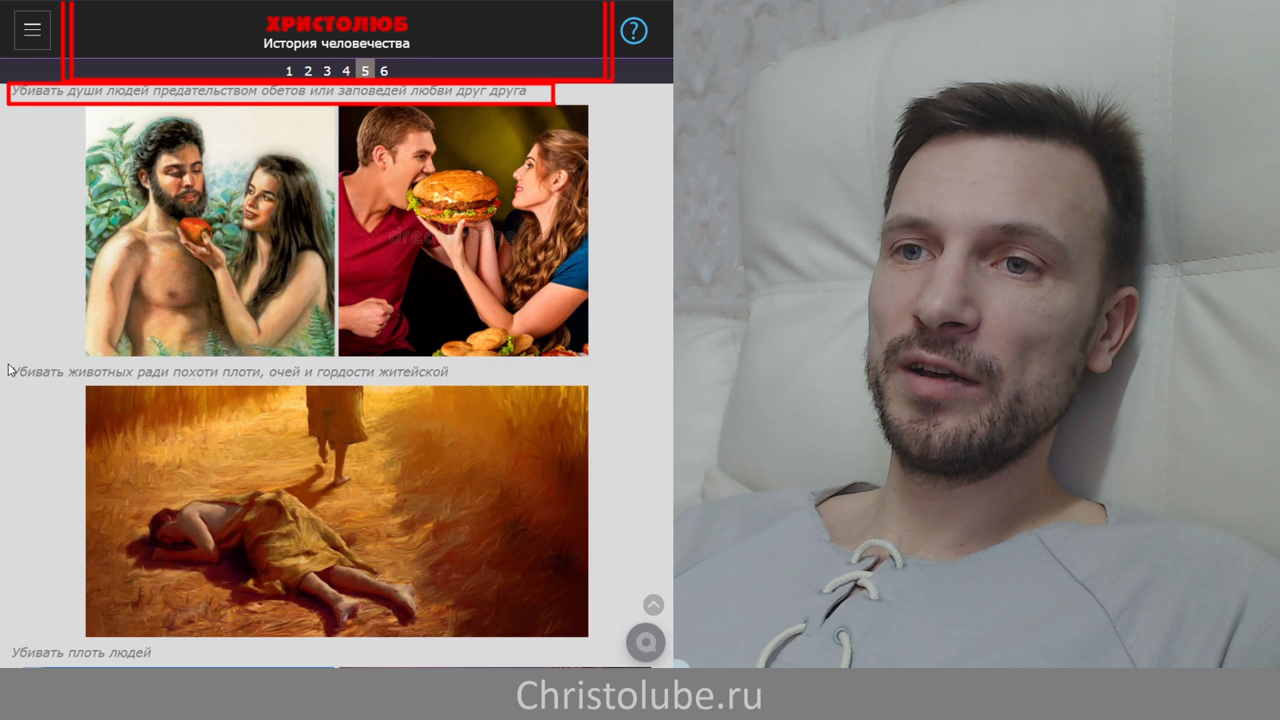 ХРИСТОЛЮБ
История человечества
1 2 3 4 5 6
Убивать души людей предательством обетов или заповедей любви друг друга
Убивать животных ради похоти плоти, очей и гордости житейской
Убивать плоть людей
Christolube.ru